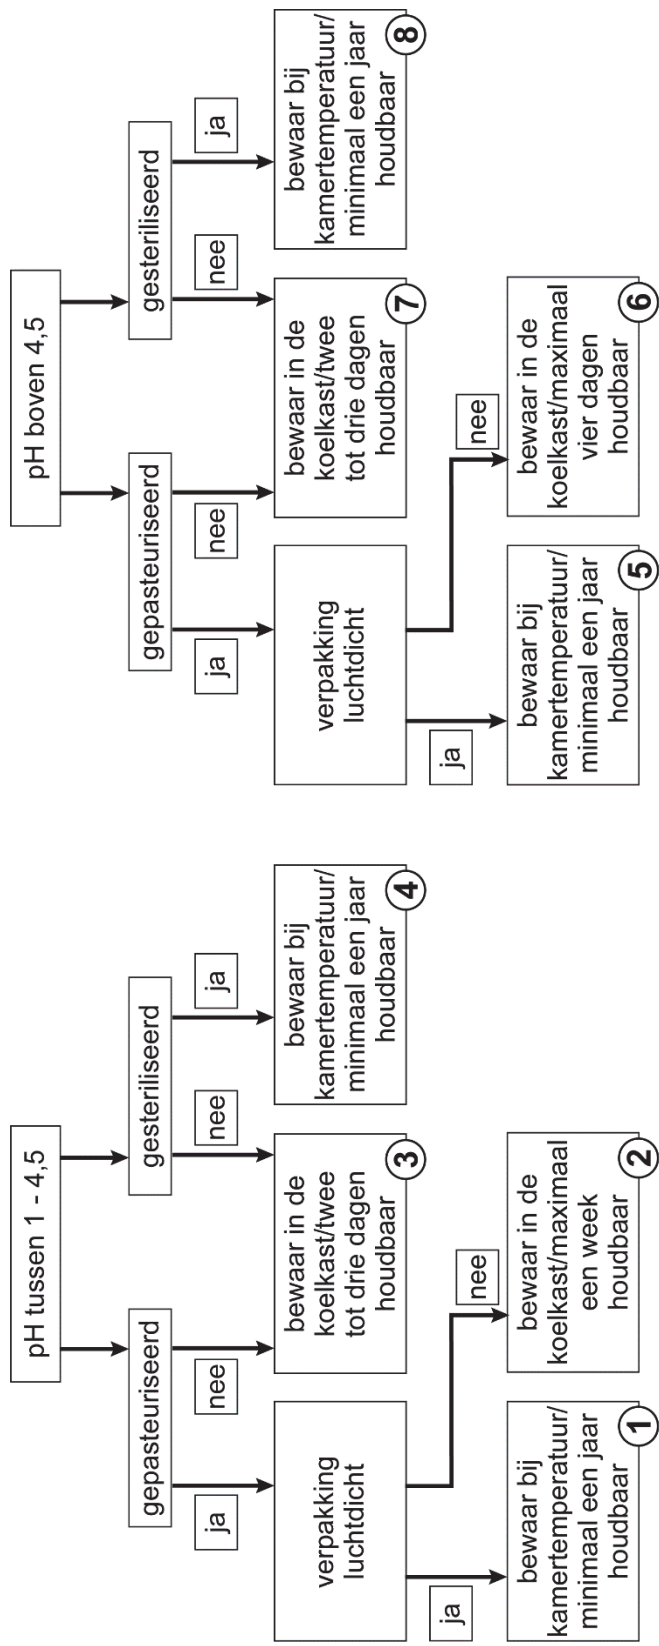 pH tussen 1 - 4,5
gepasteuriseerd
gesteriliseerd
ja
nee
nee
ja
verpakking
luchtdicht
bewaar in de
koelkast/twee
tot drie dagen
houdbaar
3
bewaar bij
kamertemperatuur/
minimaal een jaar
houdbaar
4
ja
nee
bewaar bij
kamertemperatuur/
minimaal een jaar
houdbaar
1
bewaar in de
koelkast/maximaal
een week
houdbaar
2
pH boven 4,5
gepasteuriseerd
gesteriliseerd
ja
nee
nee
ja
verpakking
luchtdicht
bewaar in de
koelkast/twee
tot drie dagen
houdbaar
7
bewaar bij
kamertemperatuur/
minimaal een jaar
houdbaar
8
ja
nee
bewaar bij
kamertemperatuur/
minimaal een jaar
houdbaar
5
bewaar in de
koelkast/maximaal
vier dagen
houdbaar
6